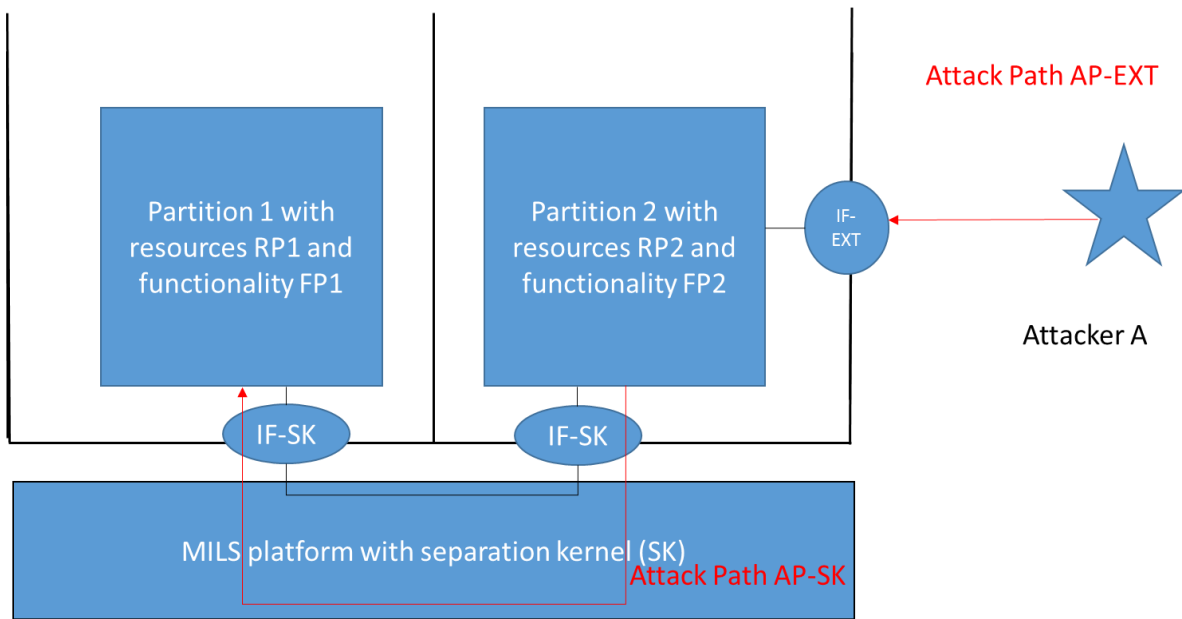 Attack Path AP-EXT
Partition 1 with
resources RP1 and
functionality FP1
Partition 2 with
resources RP2 and
functionality FP2
IF-
EXT
Attacker A
IF-SK
IF-SK
MILS platform with separation kernel (SK)
Attack Path AP-SK